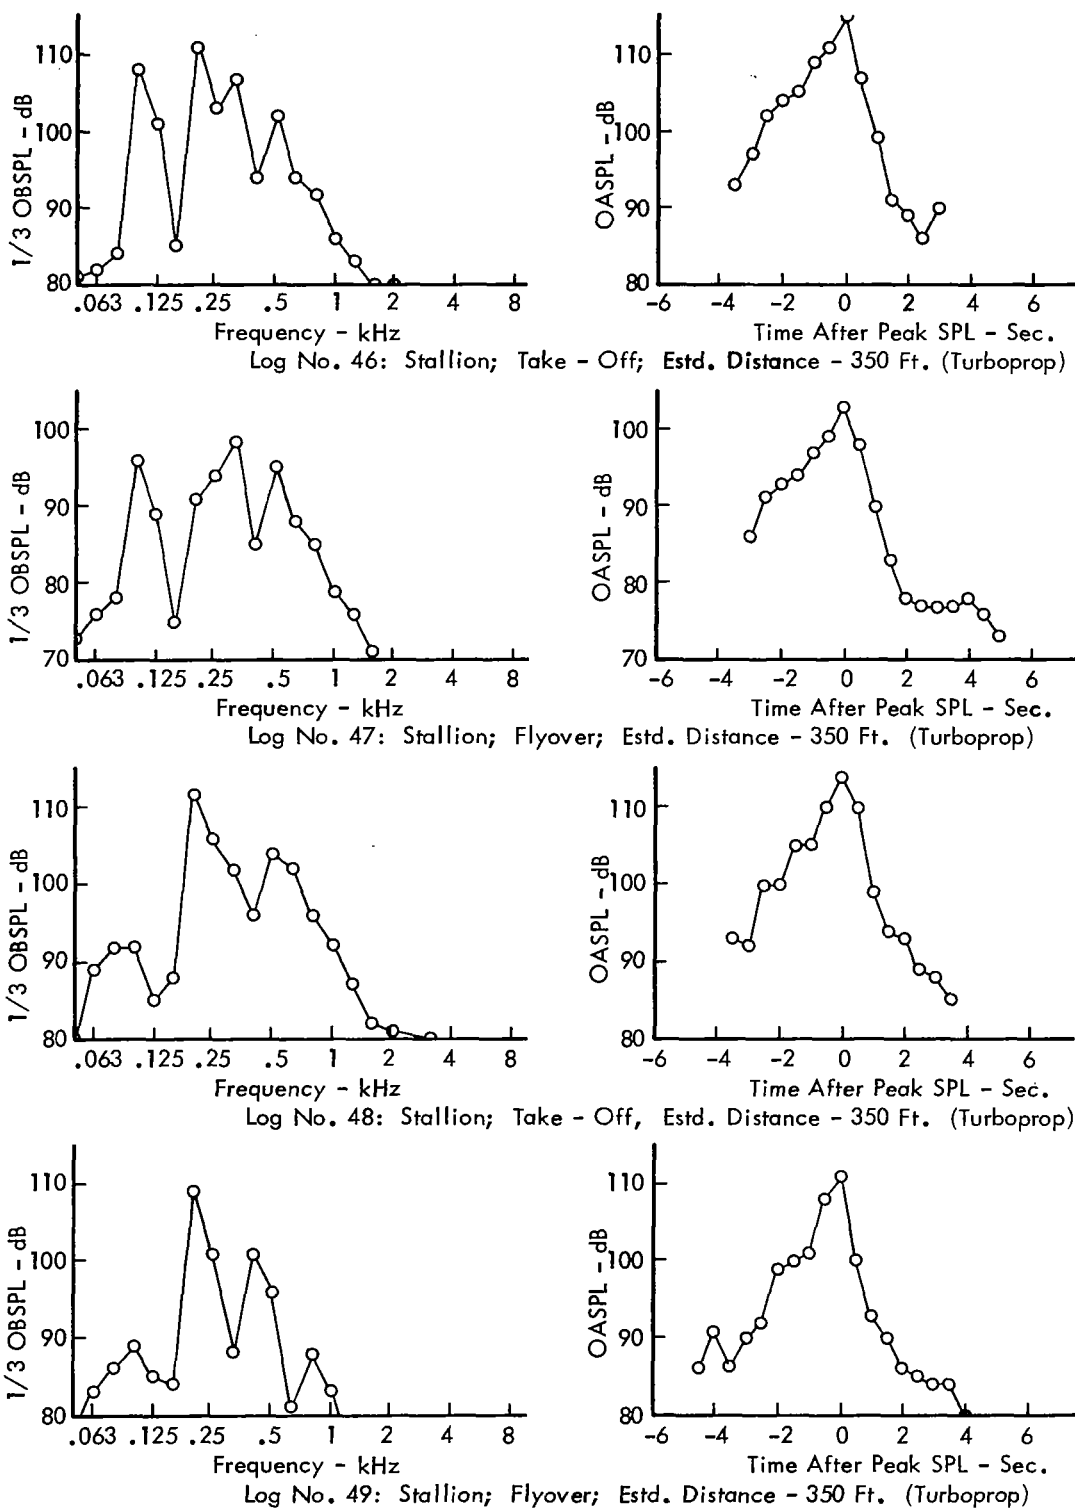 1/3 OBSPL - dB
110
100
90
80
.063 .125 .25 .5 1 2 4 8
Frequency - kHz
OASPL - dB
110
100
90
80
-6 -4 -2 0 2 4 6
Time After Peak SPL - Sec.
Log No. 46: Stallion; Take - Off; Estd. Distance - 350 Ft. (Turboprop)
1/3 OBSPL - dB
100
90
80
70
.063 .125 .25 .5 1 2 4 8
Frequency - kHz
OASPL - dB
100
90
80
70
-6 -4 -2 0 2 4 6
Time After Peak SPL - Sec.
Log No. 47: Stallion; Flyover; Estd. Distance - 350 Ft. (Turboprop)
1/3 OBSPL - dB
110
100
90
80
.063 .125 .25 .5 1 2 4 8
Frequency - kHz
OASPL - dB
110
100
90
80
-6 -4 -2 0 2 4 6
Time After Peak SPL - Sec.
Log No. 48: Stallion; Take - Off, Estd. Distance - 350 Ft. (Turboprop)
1/3 OBSPL - dB
110
100
90
80
.063 .125 .25 .5 1 2 4 8
Frequency - kHz
OASPL - dB
110
100
90
80
-6 -4 -2 0 2 4 6
Time After Peak SPL - Sec.
Log No. 49: Stallion; Flyover; Estd. Distance - 350 Ft. (Turboprop)